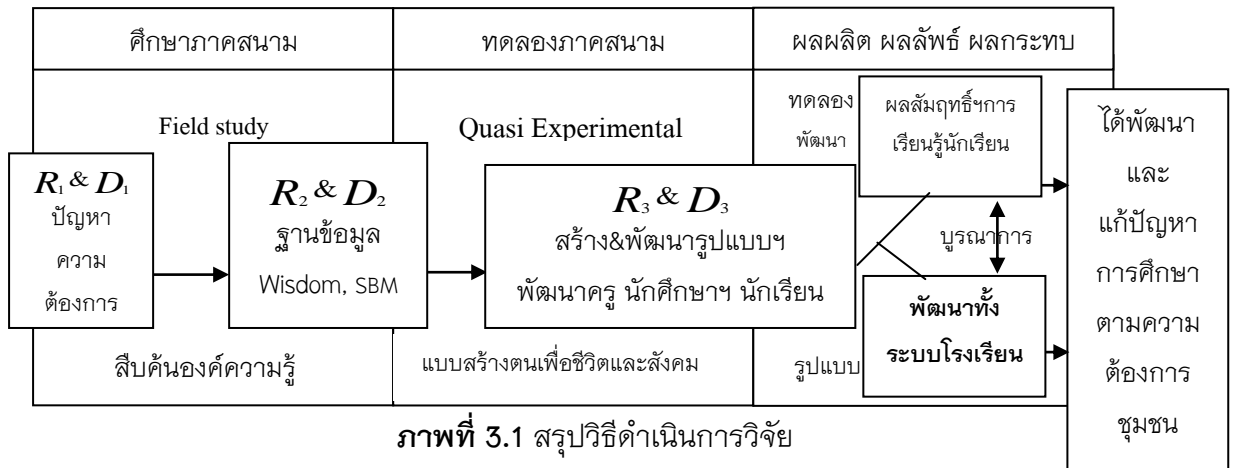 ศึกษาภาคสนาม
ทดลองภาคสนาม
ผลผลิต ผลลัพธ์ ผลกระทบ
Field study
R₁ & D₁
ปัญหา
ความ
ต้องการ
R₂ & D₂
ฐานข้อมูล
Wisdom, SBM
สืบค้นองค์ความรู้
Quasi Experimental
R₃ & D₃
สร้าง&พัฒนารูปแบบฯ
พัฒนาครู นักศึกษาฯ นักเรียน
แบบสร้างตนเพื่อชีวิตและสังคม
ทดลอง
พัฒนา
ผลสัมฤทธิ์ฯการ
เรียนรู้นักเรียน
บูรณาการ
พัฒนาทั้ง
ระบบโรงเรียน
รูปแบบ
ได้พัฒนา
และ
แก้ปัญหา
การศึกษา
ตามความ
ต้องการ
ชุมชน
ภาพที่ 3.1 สรุปวิธีดำเนินการวิจัย